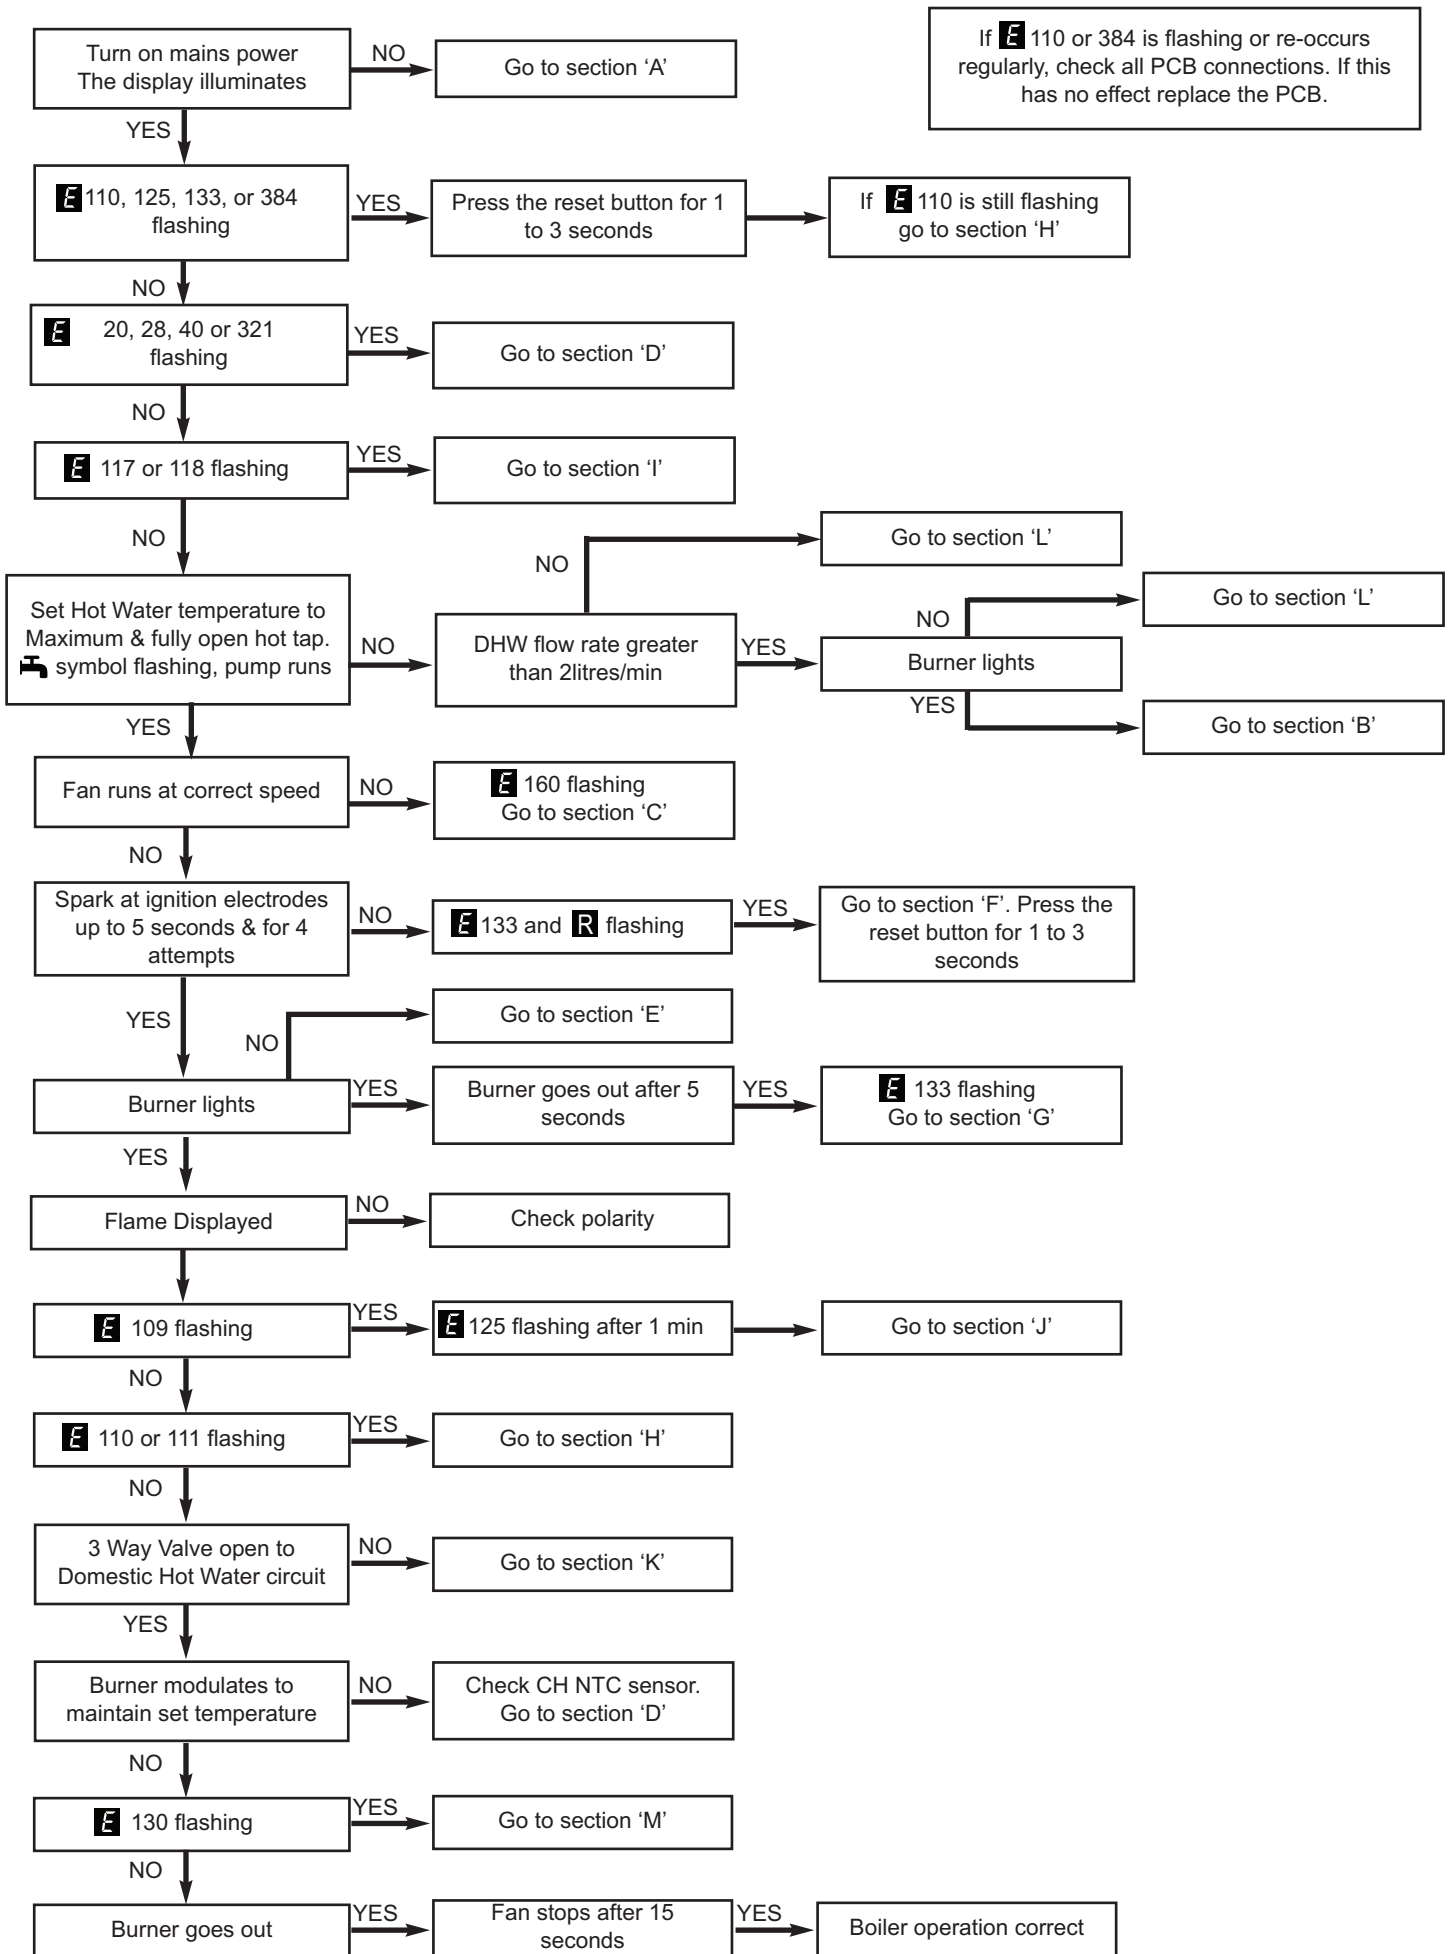 Turn on mains power
The display illuminates
NO
Go to section ‘A’
If E 110 or 384 is flashing or re-occurs
regularly, check all PCB connections. If this
has no effect replace the PCB.
YES
E 110, 125, 133, or 384
flashing
YES
Press the reset button for 1
to 3 seconds
If E 110 is still flashing
go to section ‘H’
NO
E 20, 28, 40 or 321
flashing
YES
Go to section ‘D’
NO
E 117 or 118 flashing
YES
Go to section ‘I’
NO
Set Hot Water temperature to
Maximum & fully open hot tap.
symbol flashing, pump runs
NO
DHW flow rate greater
than 2litres/min
NO
Go to section ‘L’
YES
Burner lights
NO
Go to section ‘L’
YES
Go to section ‘B’
YES
Fan runs at correct speed
NO
E 160 flashing
Go to section ‘C’
NO
Spark at ignition electrodes
up to 5 seconds & for 4
attempts
NO
E 133 and R flashing
YES
Go to section ‘F’. Press the
reset button for 1 to 3
seconds
YES
NO
Go to section ‘E’
Burner lights
YES
Burner goes out after 5
seconds
YES
E 133 flashing
Go to section ‘G’
YES
Flame Displayed
NO
Check polarity
E 109 flashing
YES
E 125 flashing after 1 min
Go to section ‘J’
NO
E 110 or 111 flashing
YES
Go to section ‘H’
NO
3 Way Valve open to
Domestic Hot Water circuit
NO
Go to section ‘K’
YES
Burner modulates to
maintain set temperature
NO
Check CH NTC sensor.
Go to section ‘D’
NO
E 130 flashing
YES
Go to section ‘M’
NO
Burner goes out
YES
Fan stops after 15
seconds
YES
Boiler operation correct